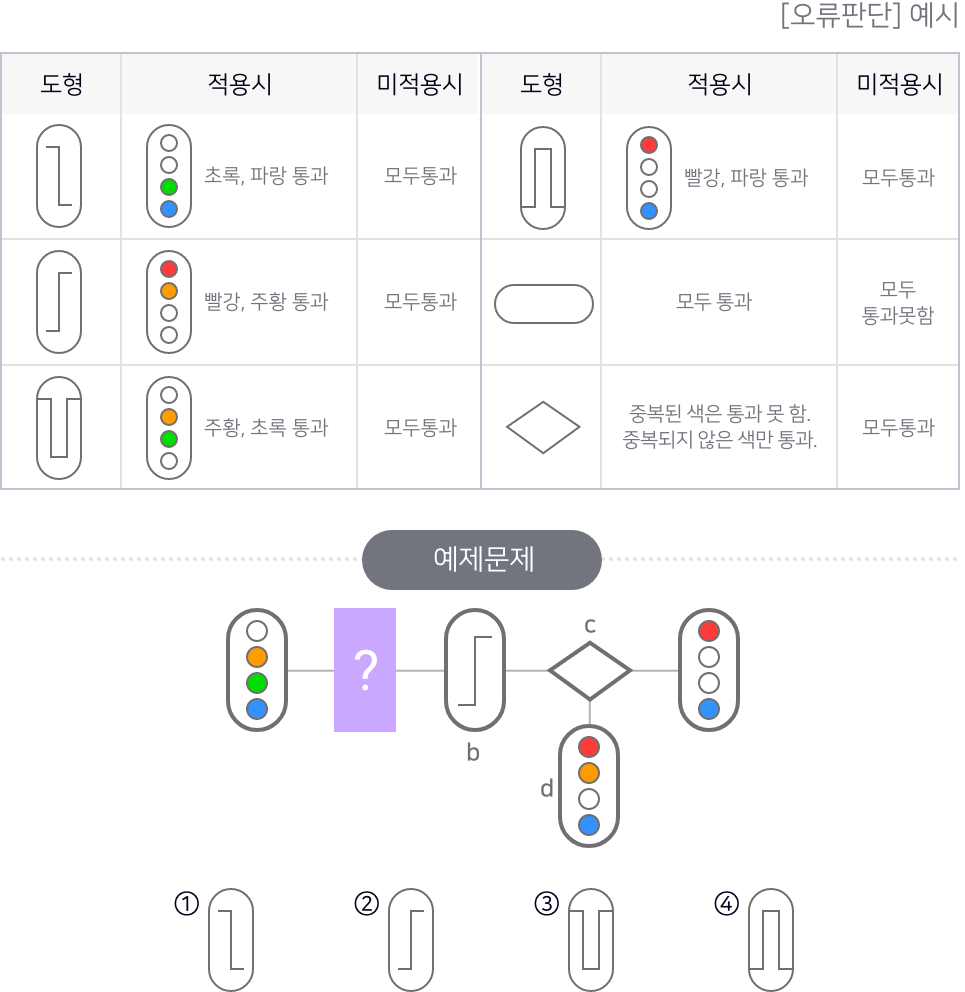 [오류판단] 예시
도형 적용시 미적용시 도형 적용시 미적용시
초록, 파랑 통과 모두통과 빨강, 파랑 통과 모두통과
빨강, 주황 통과 모두통과 모두 통과 모두
통과못함
주황, 초록 통과 모두통과 중복된 색은 통과 못 함.
중복되지 않은 색만 통과. 모두통과
예제문제
?
c
b
d
① ② ③ ④